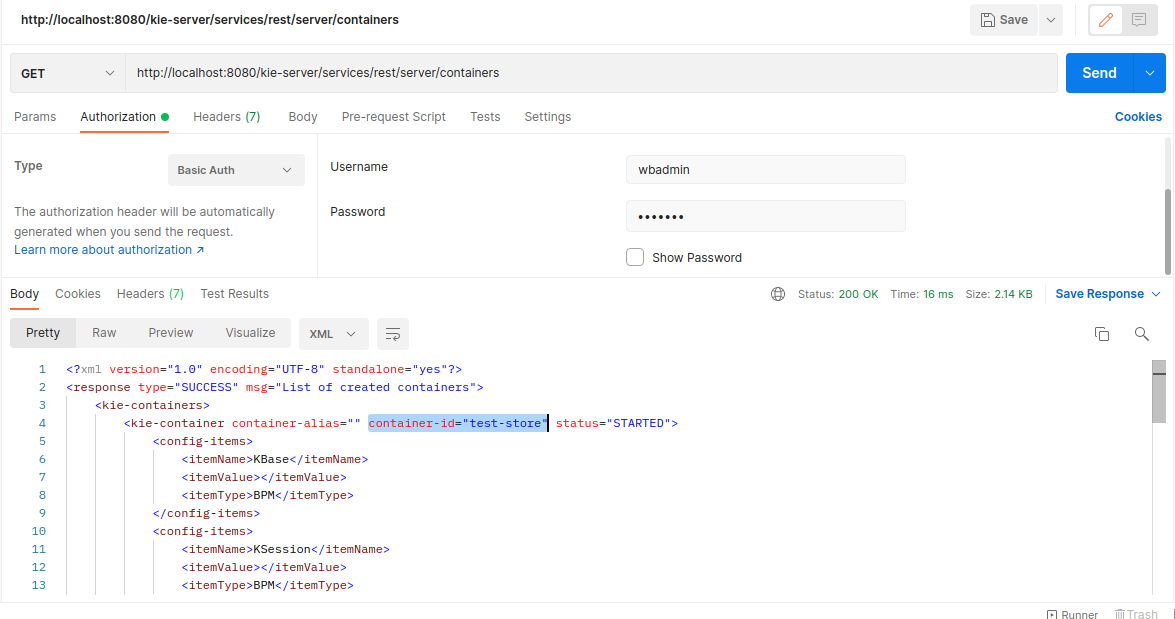 http://localhost:8080/kie-server/services/rest/server/containers
Save
GET
http://localhost:8080/kie-server/services/rest/server/containers
Send
Params Authorization Headers (7) Body Pre-request Script Tests Settings Cookies
Type
Basic Auth
The authorization header will be automatically
generated when you send the request.
Learn more about authorization ↗
Username
wbadmin
Password
•••••••
Show Password
Body Cookies Headers (7) Test Results
Status: 200 OK Time: 16 ms Size: 2.14 KB Save Response
Pretty Raw Preview Visualize XML
1 <?xml version="1.0" encoding="UTF-8" standalone="yes"?>
2 <response type="SUCCESS" msg="List of created containers">
3 <kie-containers>
4 <kie-container container-alias="" container-id="test-store" status="STARTED">
5 <config-items>
6 <itemName>KBase</itemName>
7 <itemValue></itemValue>
8 <itemType>BPM</itemType>
9 </config-items>
10 <config-items>
11 <itemName>KSession</itemName>
12 <itemValue></itemValue>
13 <itemType>BPM</itemType>
Runner Trash